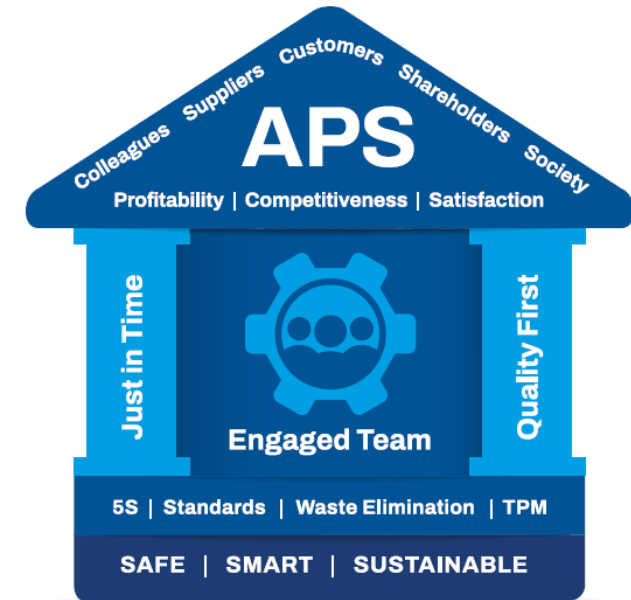 Colleagues Suppliers Customers Shareholders Society
APS
Profitability | Competitiveness | Satisfaction
Just in Time
Engaged Team
Quality First
5S | Standards | Waste Elimination | TPM
SAFE | SMART | SUSTAINABLE